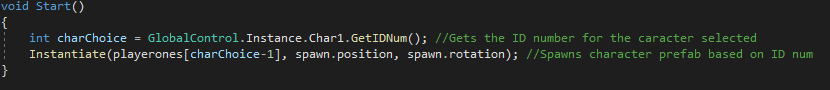 void Start()
{
int charChoice = GlobalControl.Instance.Char1.GetIDNum(); //Gets the ID number for the caracter selected
Instantiate(playerones[charChoice-1], spawn.position, spawn.rotation); //Spawns character prefab based on ID num
}